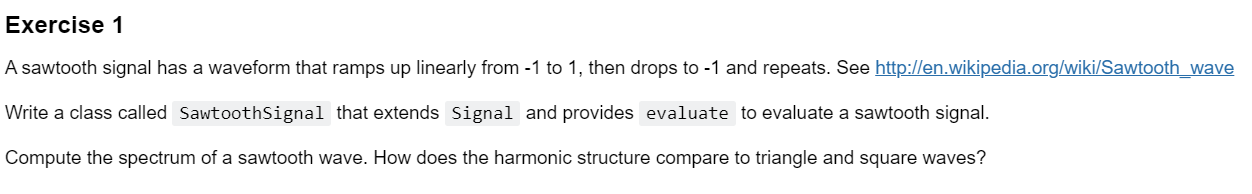 Exercise 1
A sawtooth signal has a waveform that ramps up linearly from -1 to 1, then drops to -1 and repeats. See http://en.wikipedia.org/wiki/Sawtooth_wave
Write a class called SawtoothSignal that extends Signal and provides evaluate to evaluate a sawtooth signal.
Compute the spectrum of a sawtooth wave. How does the harmonic structure compare to triangle and square waves?